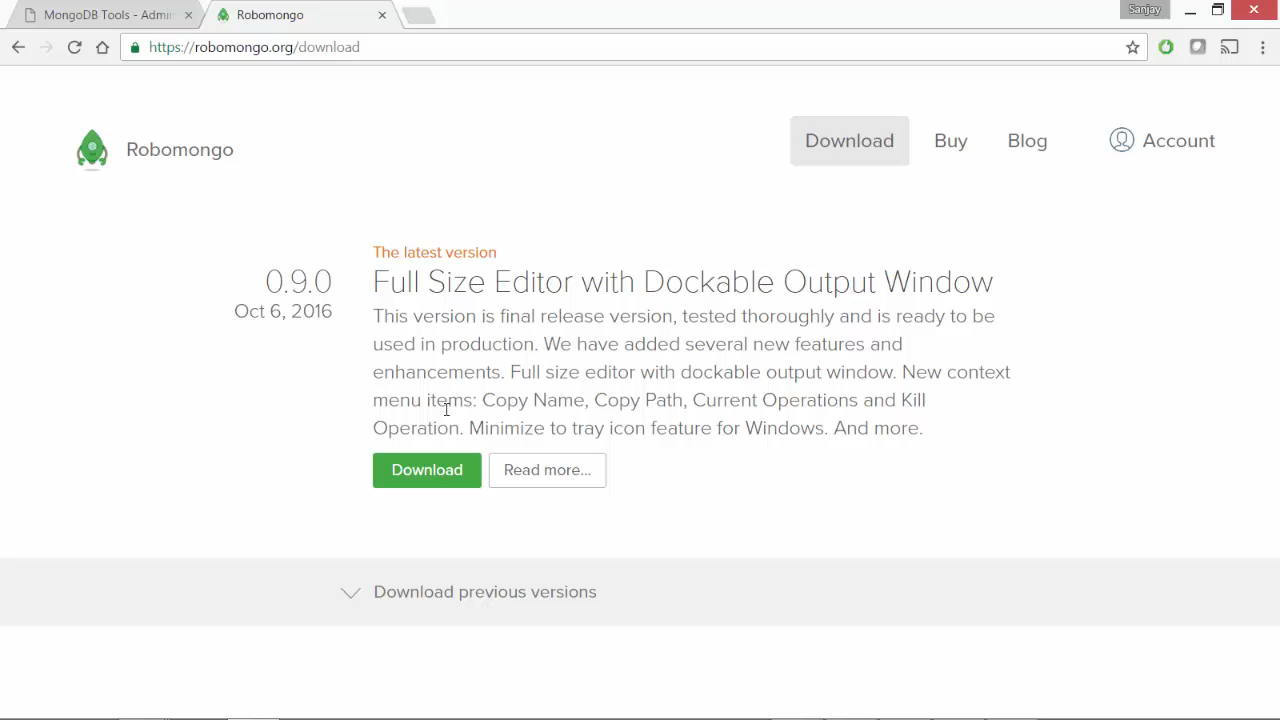 MongoDB Tools - Admin
Robomongo
Sanjay
https://robomongo.org/download
Robomongo
Download
Buy
Blog
Account
The latest version
0.9.0
Full Size Editor with Dockable Output Window
Oct 6, 2016
This version is final release version, tested thoroughly and is ready to be
used in production. We have added several new features and
enhancements. Full size editor with dockable output window. New context
menu items: Copy Name, Copy Path, Current Operations and Kill
Operation. Minimize to tray icon feature for Windows. And more.
Download
Read more...
Download previous versions